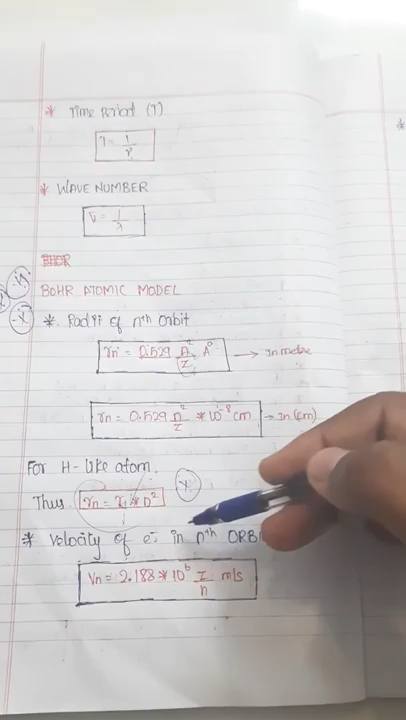 * Time Period (T)
T = 1/ν
* WAVE NUMBER
ν̄ = 1/λ
BOHR ATOMIC MODEL
* Radii of nth Orbit
rn = 0.529 n²/Z A° → In metre
rn = 0.529 n²/Z * 10⁻⁸ cm → In (cm)
For H-like atom.
Thus rn = r1 * n²
* Velocity of e⁻ in nth ORBI
Vn = 2.188 * 10⁶ Z/n m/s